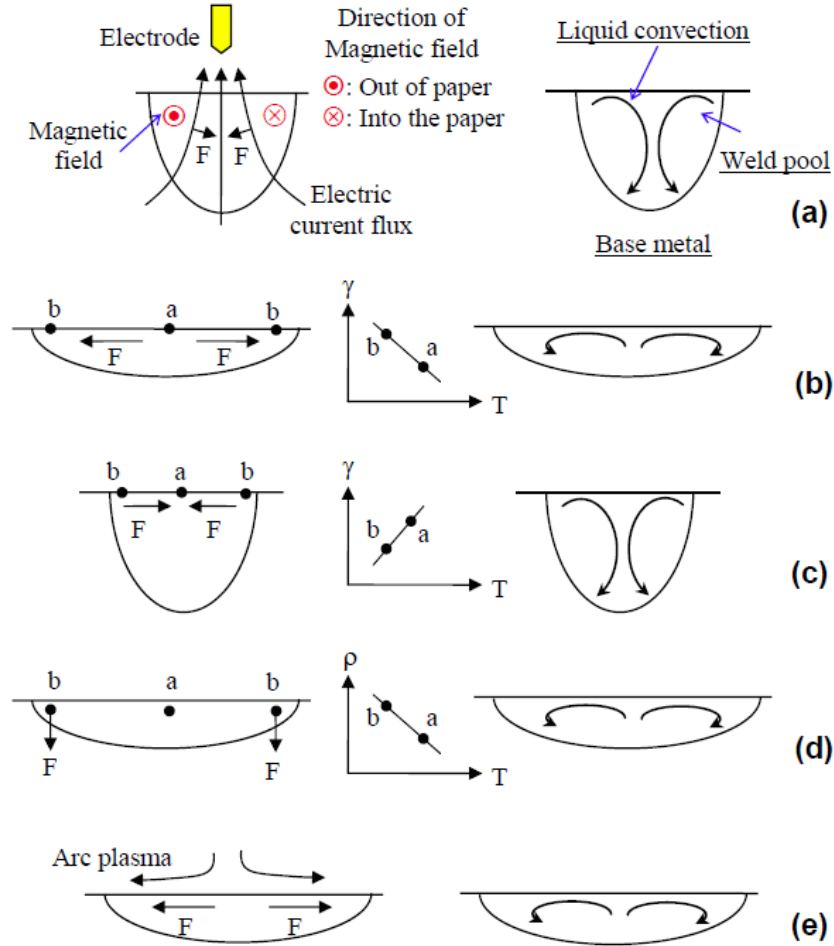 Electrode
Direction of
Magnetic field
⊙: Out of paper
⊗: Into the paper
Magnetic
field
F
F
Electric
current flux
Liquid convection
Weld pool
Base metal
(a)
b
a
b
F
F
γ
b
a
T
(b)
b
a
b
F
F
γ
b
a
T
(c)
b
a
b
F
F
ρ
b
a
T
(d)
Arc plasma
F
F
(e)